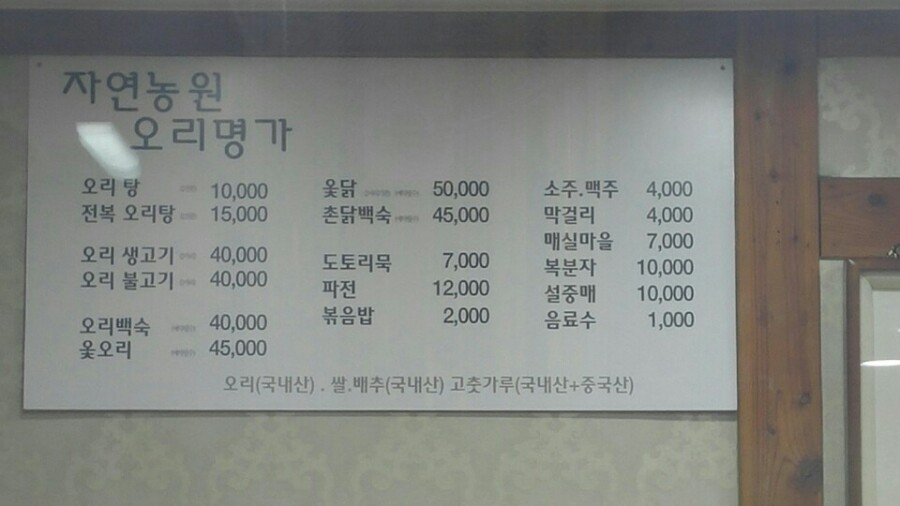 자연농원
오리명가
오리 탕 10,000
전복 오리탕 15,000
오리 생고기 40,000
오리 불고기 40,000
오리백숙 40,000
옻오리 45,000
옻닭 50,000
촌닭백숙 45,000
도토리묵 7,000
파전 12,000
볶음밥 2,000
소주.맥주 4,000
막걸리 4,000
매실마을 7,000
복분자 10,000
설중매 10,000
음료수 1,000
오리(국내산) . 쌀.배추(국내산) 고춧가루(국내산+중국산)